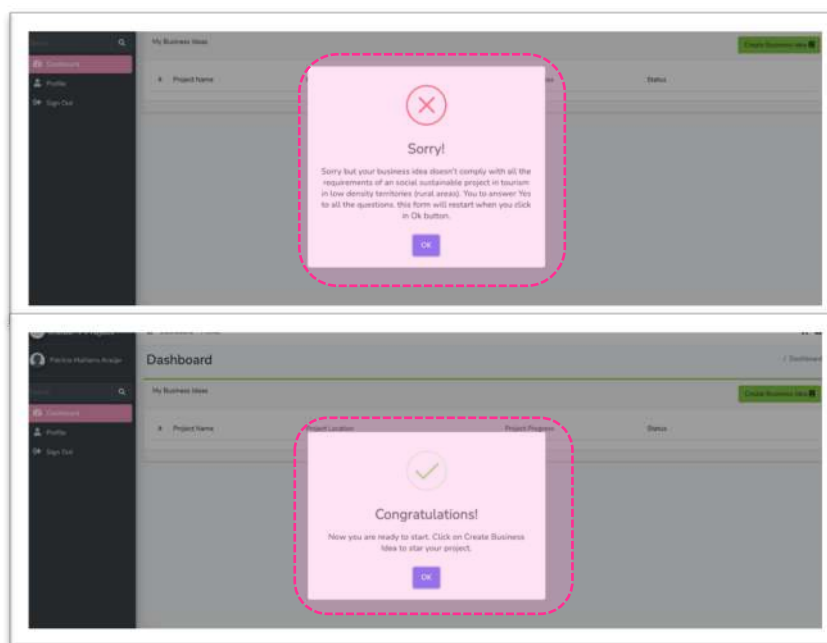 My Business Ideas
Create Business Idea
Dashboard
# Project Name Status
Profile
Sign Out
Sorry!
Sorry but your business idea doesn't comply with all the
requirements of an social sustainable project in tourism
in low density territories (rural areas). You to answer Yes
to all the questions. this form will restart when you click
in Ok button.
OK
Dashboard
/ Dashboard
My Business Ideas
Create Business Idea
Dashboard
# Project Name Project Location Project Progress Status
Profile
Sign Out
Congratulations!
Now you are ready to start. Click on Create Business
Idea to star your project.
OK